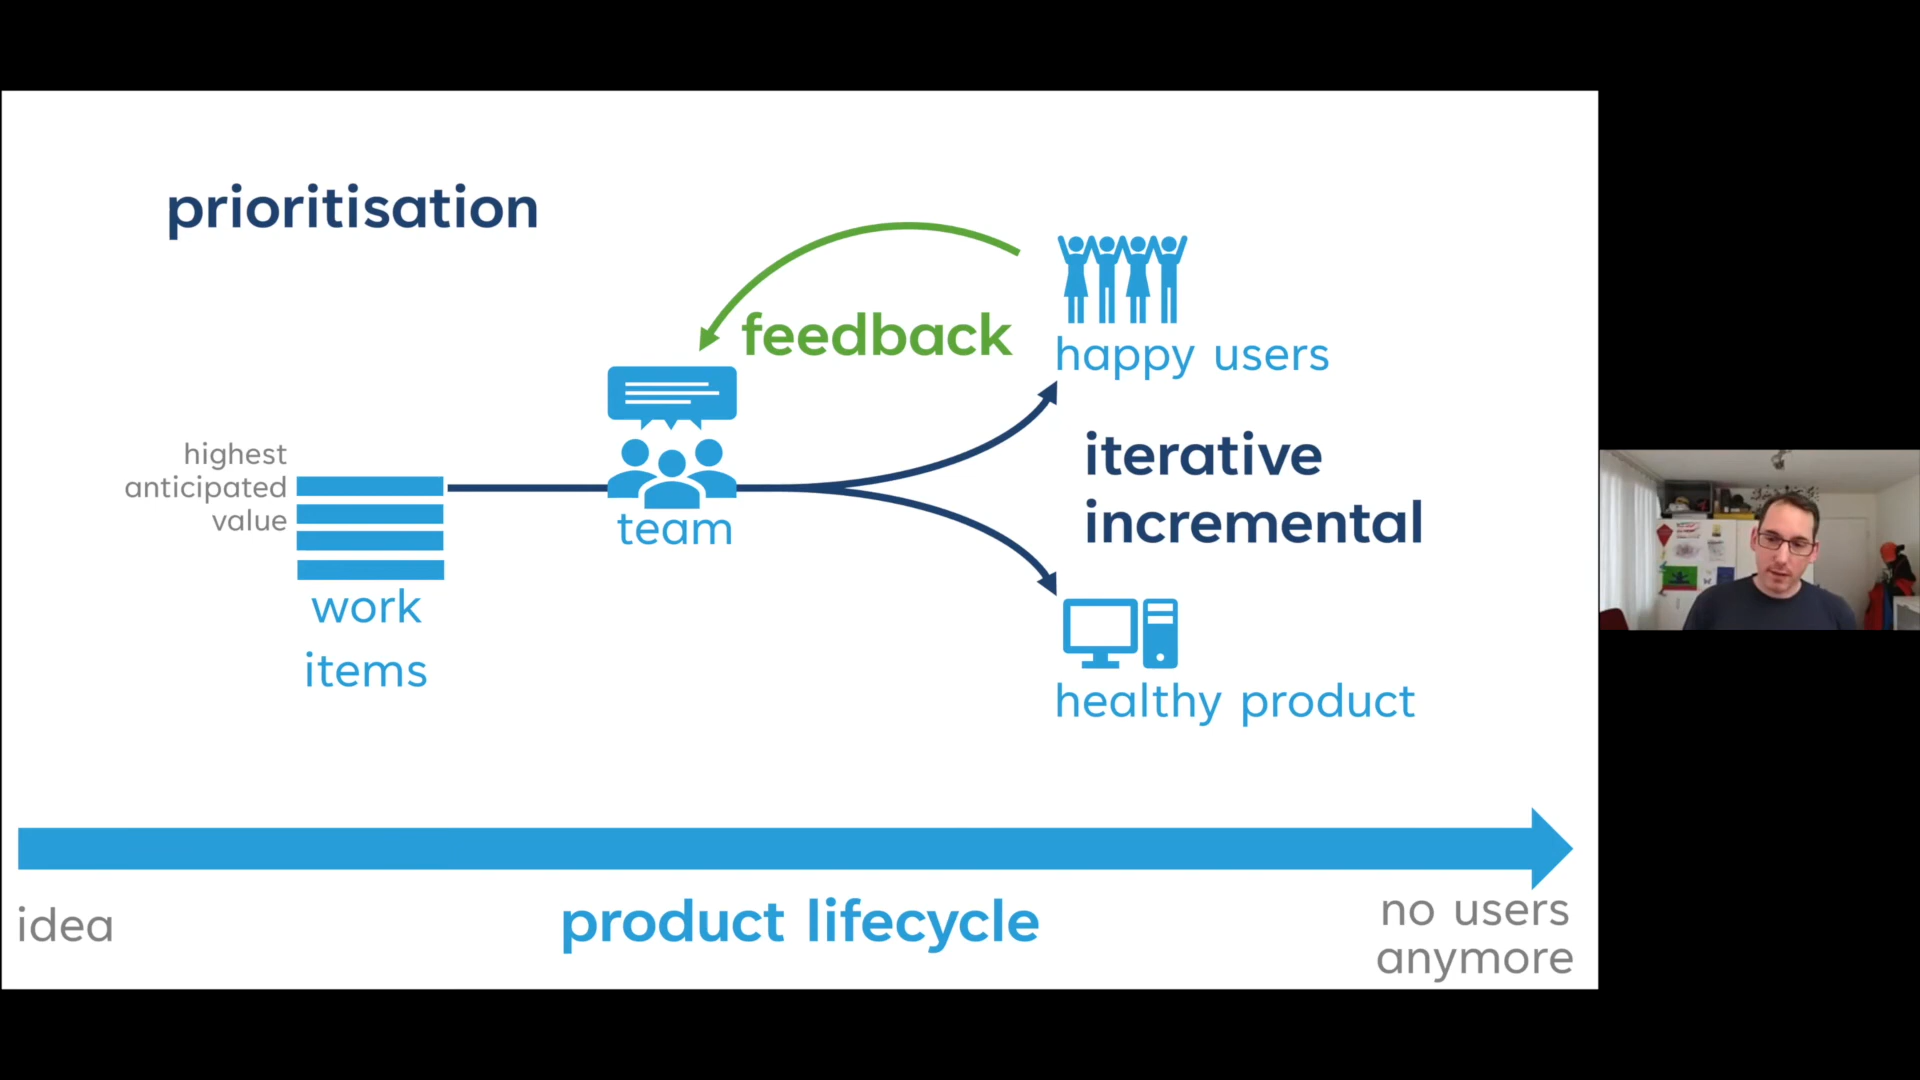 prioritisation
feedback
happy users
highest
anticipated
value
iterative
incremental
team
work
items
healthy product
idea
product lifecycle
no users
anymore